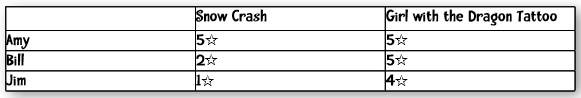 Snow Crash Girl with the Dragon Tattoo
Amy 5☆ 5☆
Bill 2☆ 5☆
Jim 1☆ 4☆